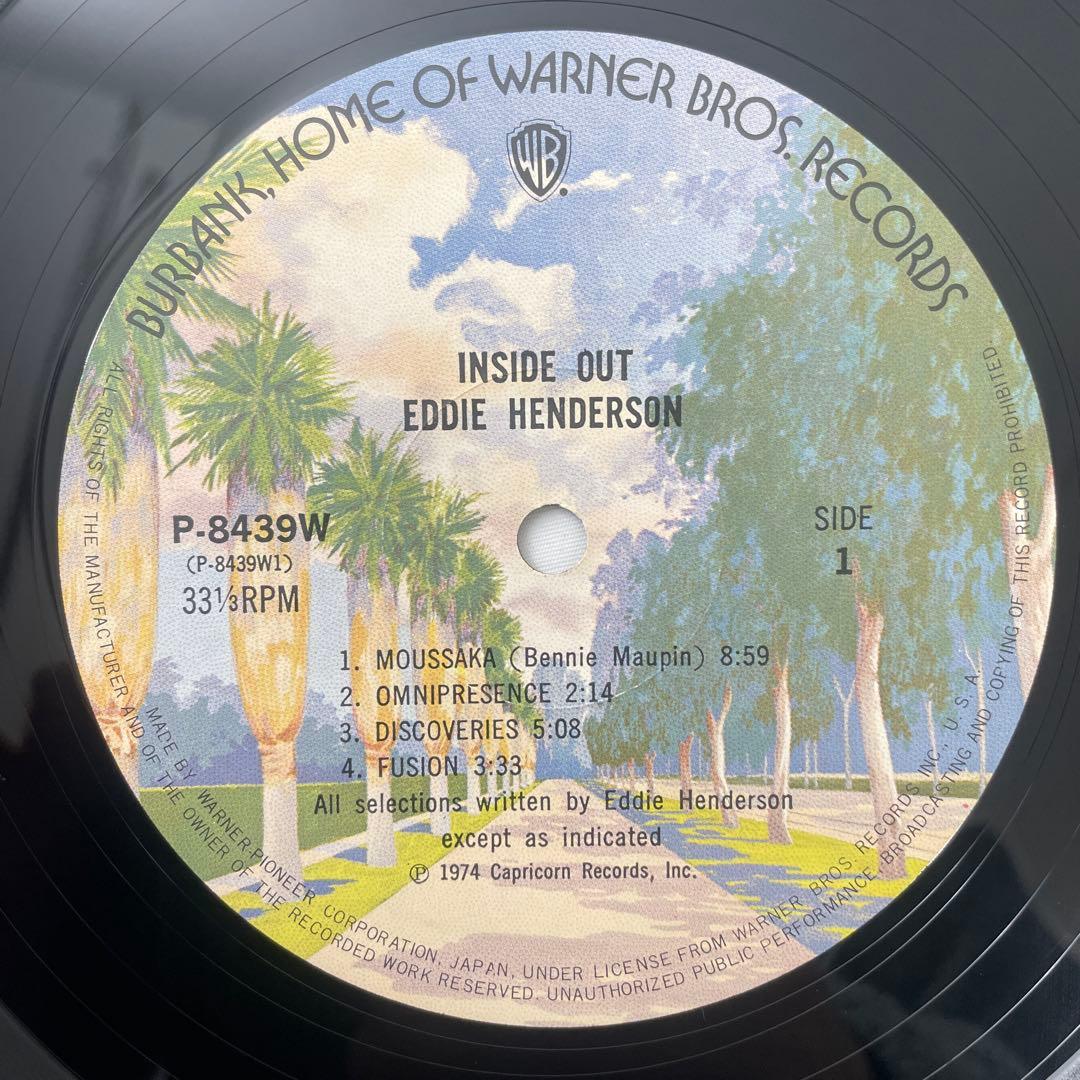 BURBANK, HOME OF WARNER BROS. RECORDS
WB
INSIDE OUT
EDDIE HENDERSON
P-8439W
(P-8439W1)
33⅓RPM
SIDE
1
1. MOUSSAKA (Bennie Maupin) 8:59
2. OMNIPRESENCE 2:14
3. DISCOVERIES 5:08
4. FUSION 3:33
All selections written by Eddie Henderson
except as indicated
℗ 1974 Capricorn Records, Inc.
MADE BY WARNER-PIONEER CORPORATION, JAPAN, UNDER LICENSE FROM WARNER BROS. RECORDS INC., U. S. A.
ALL RIGHTS OF THE MANUFACTURER AND OF THE OWNER OF THE RECORDED WORK RESERVED. UNAUTHORIZED PUBLIC PERFORMANCE BROADCASTING AND COPYING OF THIS RECORD PROHIBITED.